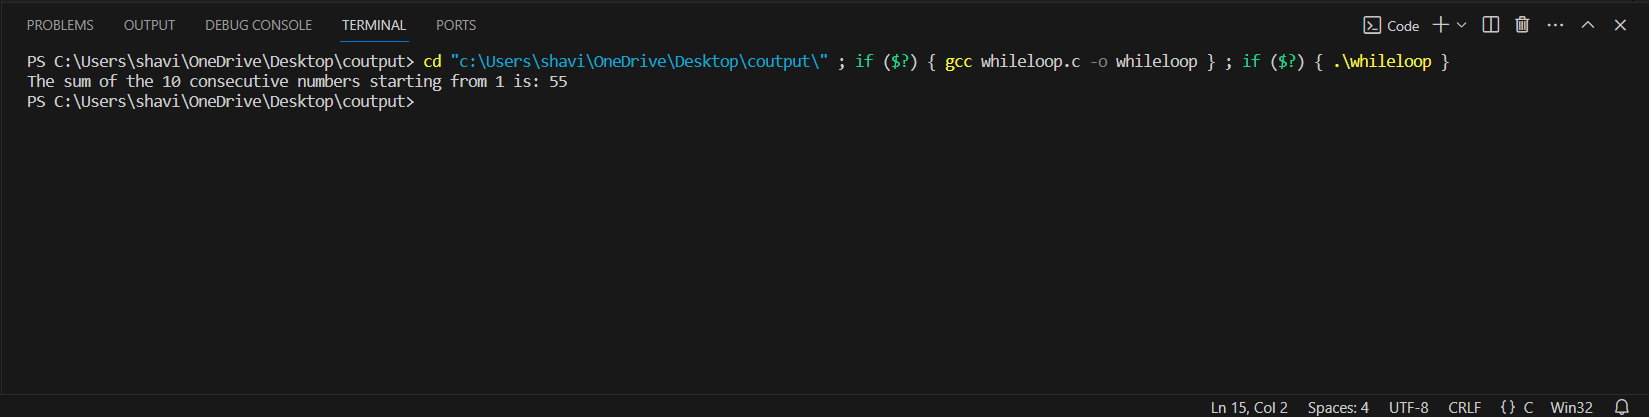 PROBLEMS OUTPUT DEBUG CONSOLE TERMINAL PORTS Code
PS C:\Users\shavi\OneDrive\Desktop\coutput> cd "c:\Users\shavi\OneDrive\Desktop\coutput\" ; if ($?) { gcc whileloop.c -o whileloop } ; if ($?) { .\whileloop }
The sum of the 10 consecutive numbers starting from 1 is: 55
PS C:\Users\shavi\OneDrive\Desktop\coutput>
Ln 15, Col 2 Spaces: 4 UTF-8 CRLF {} C Win32